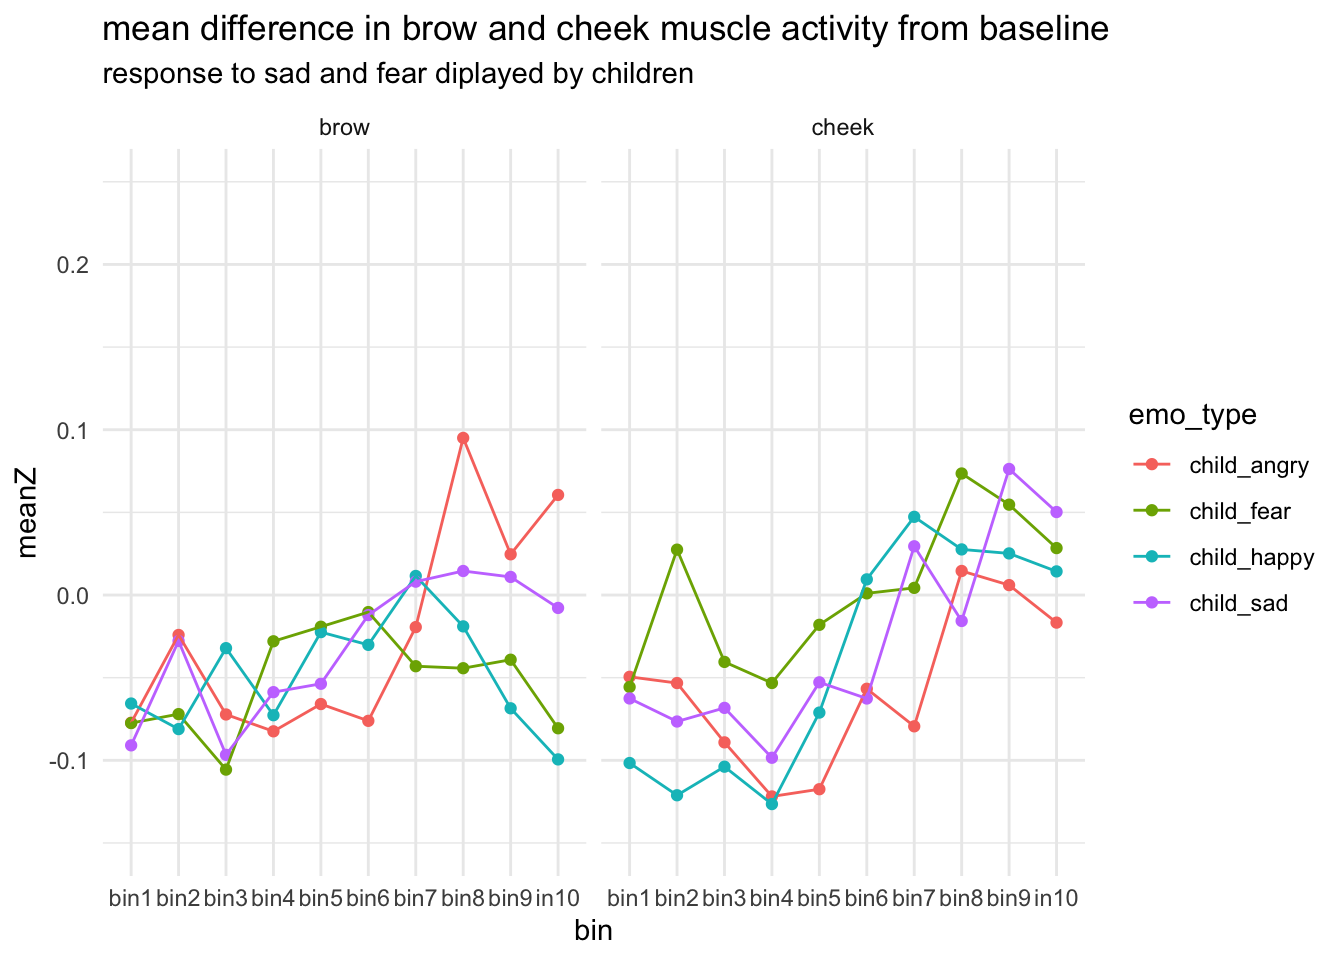 mean difference in brow and cheek muscle activity from baseline
response to sad and fear diplayed by children
brow
cheek
0.2
0.1
0.0
-0.1
meanZ
bin1 bin2 bin3 bin4 bin5 bin6 bin7 bin8 bin9 in10
bin1 bin2 bin3 bin4 bin5 bin6 bin7 bin8 bin9 in10
bin
emo_type
child_angry
child_fear
child_happy
child_sad